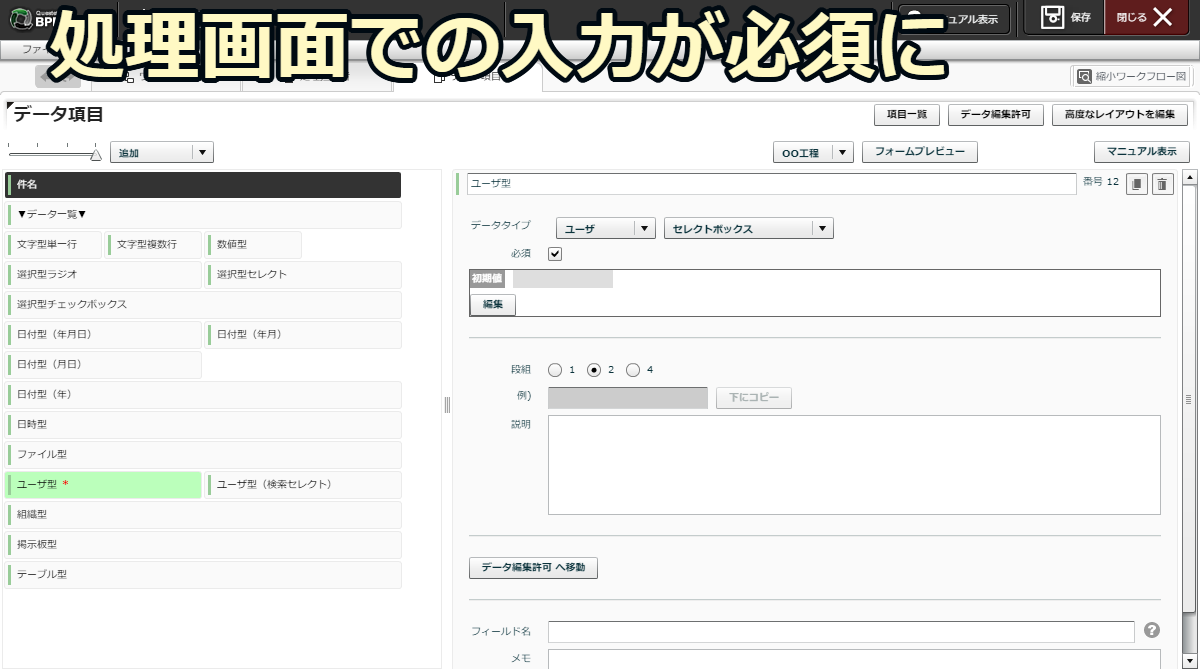 処理画面での入力が必須に
ュアル表示
保存
閉じる
縮小ワークフロー図
データ項目
項目一覧
データ編集許可
高度なレイアウトを編集
追加
〇〇工程
フォームプレビュー
マニュアル表示
件名
▼データ一覧▼
文字型単一行
文字型複数行
数値型
選択型ラジオ
選択型セレクト
選択型チェックボックス
日付型（年月日）
日付型（年月）
日付型（月日）
日付型（年）
日時型
ファイル型
ユーザ型 *
ユーザ型（検索セレクト）
組織型
掲示板型
テーブル型
ユーザ型
番号 12
データタイプ
ユーザ
セレクトボックス
必須
初期値
編集
段組
1
2
4
例)
下にコピー
説明
データ編集許可 へ移動
フィールド名
?
メモ